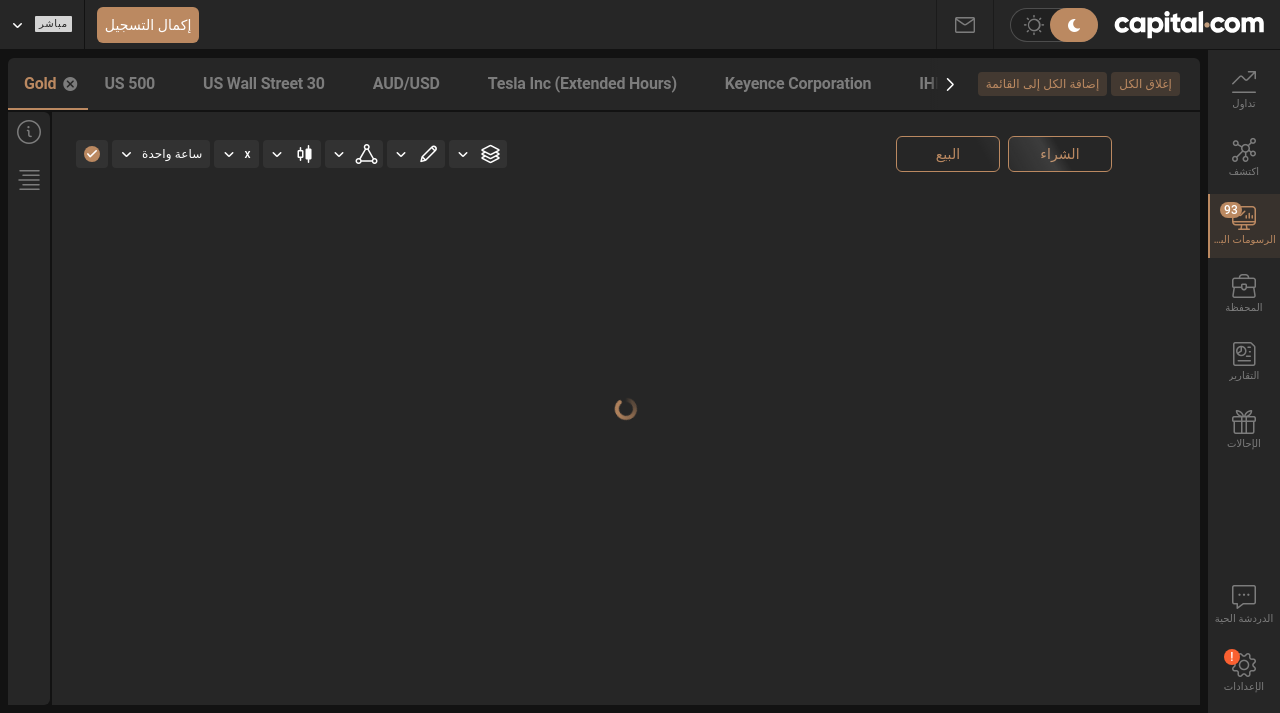 مباشر
إكمال التسجيل
capital.com
Gold
US 500
US Wall Street 30
AUD/USD
Tesla Inc (Extended Hours)
Keyence Corporation
إضافة الكل إلى القائمة
إغلاق الكل
ساعة واحدة
x
البيع
الشراء
تداول
اكتشف
93
الرسومات الب...
المحفظة
التقارير
الإحالات
الدردشة الحية
!
الإعدادات